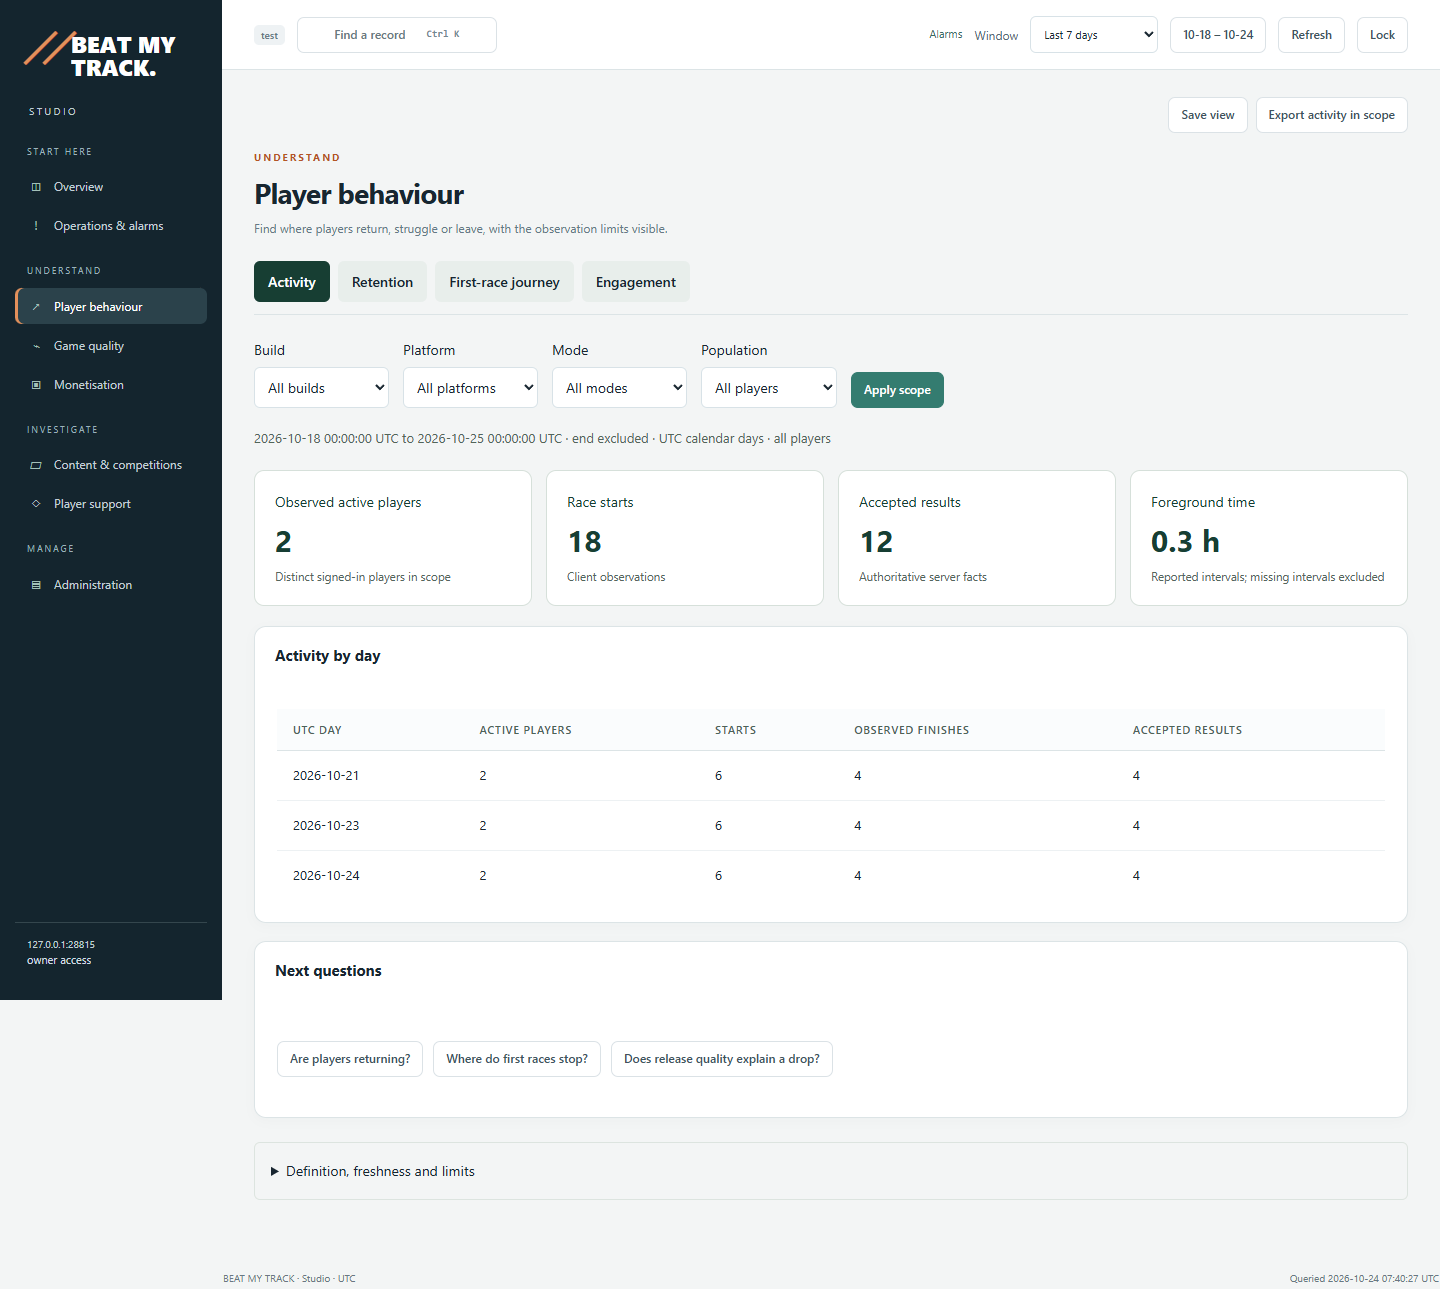 BEAT MY
TRACK.
STUDIO
START HERE
Overview
! Operations & alarms
UNDERSTAND
Player behaviour
Game quality
Monetisation
INVESTIGATE
Content & competitions
Player support
MANAGE
Administration
127.0.0.1:28815
owner access
test
Find a record Ctrl K
Alarms Window Last 7 days 10-18 – 10-24 Refresh Lock
Save view Export activity in scope
UNDERSTAND
Player behaviour
Find where players return, struggle or leave, with the observation limits visible.
Activity Retention First-race journey Engagement
Build Platform Mode Population
All builds All platforms All modes All players Apply scope
2026-10-18 00:00:00 UTC to 2026-10-25 00:00:00 UTC · end excluded · UTC calendar days · all players
Observed active players
2
Distinct signed-in players in scope
Race starts
18
Client observations
Accepted results
12
Authoritative server facts
Foreground time
0.3 h
Reported intervals; missing intervals excluded
Activity by day
UTC DAY ACTIVE PLAYERS STARTS OBSERVED FINISHES ACCEPTED RESULTS
2026-10-21 2 6 4 4
2026-10-23 2 6 4 4
2026-10-24 2 6 4 4
Next questions
Are players returning? Where do first races stop? Does release quality explain a drop?
Definition, freshness and limits
BEAT MY TRACK · Studio · UTC
Queried 2026-10-24 07:40:27 UTC